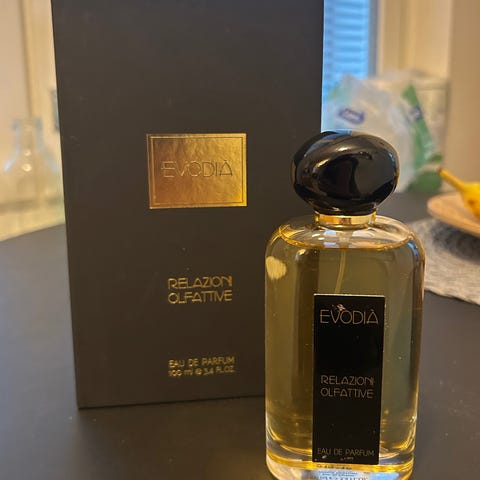 EVODIÀ
RELAZIONI
OLFATTIVE
EAU DE PARFUM
100 ml ℮ 3.4 FL.OZ.
EVODIÀ
RELAZIONI
OLFATTIVE
EAU DE PARFUM